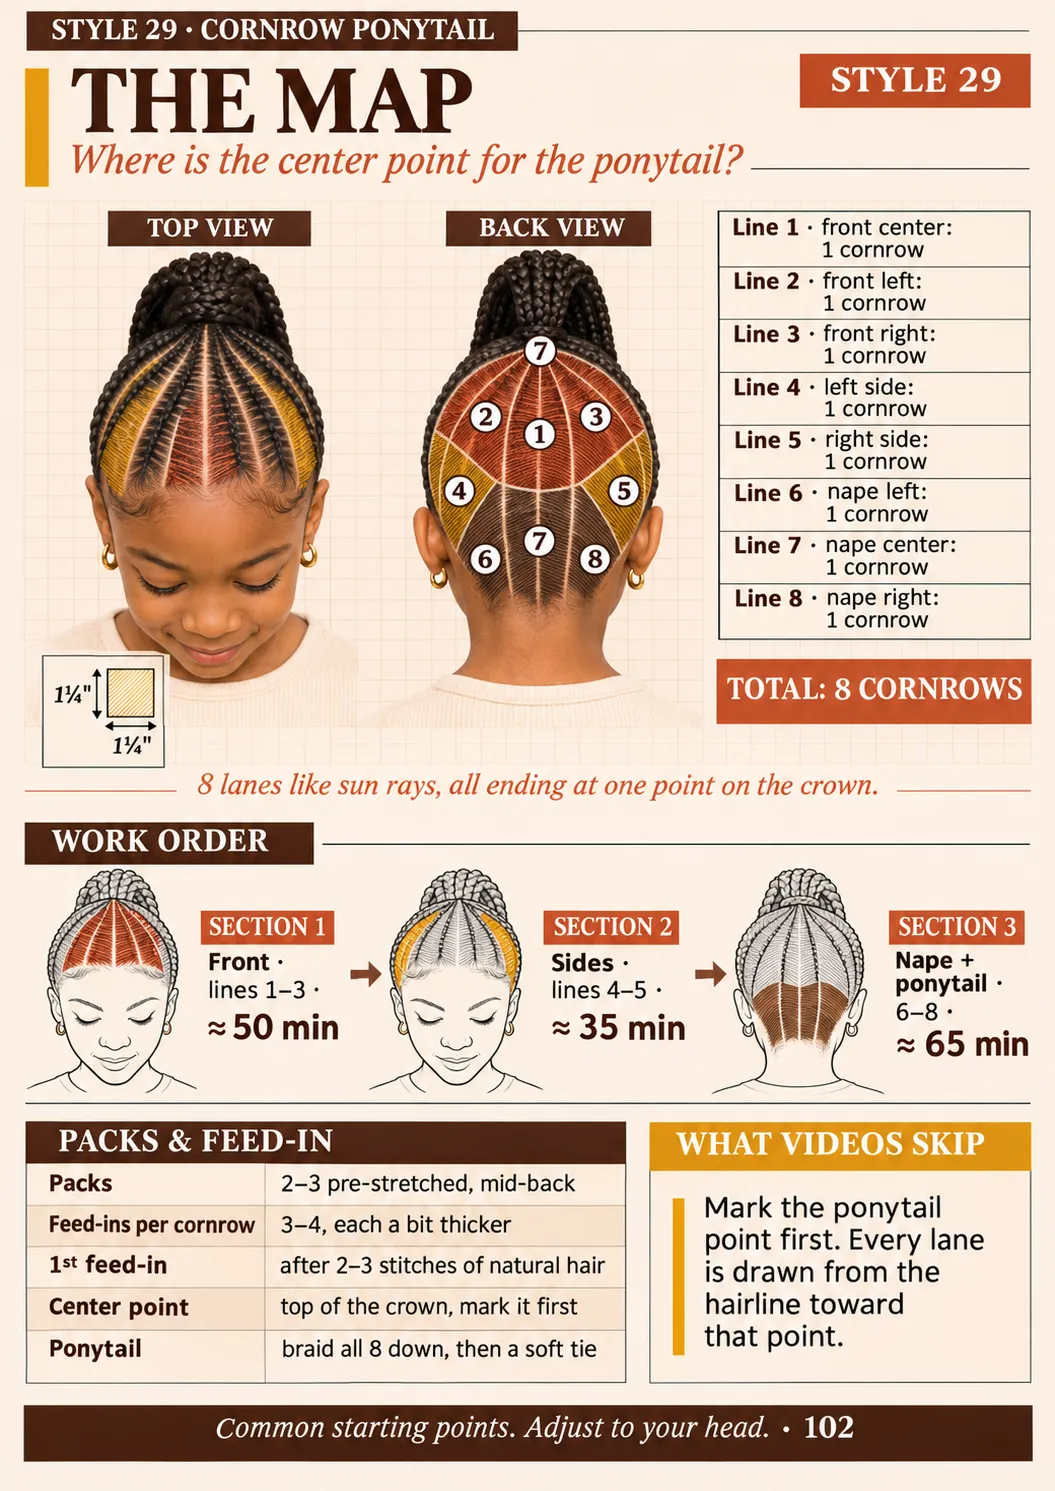 STYLE 29 · CORNROW PONYTAIL
THE MAP
STYLE 29
Where is the center point for the ponytail?
TOP VIEW
BACK VIEW
7
2
3
1
4
5
7
6
8
1¼"
1¼"
Line 1 · front center:
1 cornrow
Line 2 · front left:
1 cornrow
Line 3 · front right:
1 cornrow
Line 4 · left side:
1 cornrow
Line 5 · right side:
1 cornrow
Line 6 · nape left:
1 cornrow
Line 7 · nape center:
1 cornrow
Line 8 · nape right:
1 cornrow
TOTAL: 8 CORNROWS
8 lanes like sun rays, all ending at one point on the crown.
WORK ORDER
SECTION 1
Front ·
lines 1–3 ·
≈ 50 min
SECTION 2
Sides ·
lines 4–5 ·
≈ 35 min
SECTION 3
Nape +
ponytail ·
6–8 ·
≈ 65 min
PACKS & FEED-IN
Packs 2–3 pre-stretched, mid-back
Feed-ins per cornrow 3–4, each a bit thicker
1st feed-in after 2–3 stitches of natural hair
Center point top of the crown, mark it first
Ponytail braid all 8 down, then a soft tie
WHAT VIDEOS SKIP
Mark the ponytail
point first. Every lane
is drawn from the
hairline toward
that point.
Common starting points. Adjust to your head. · 102